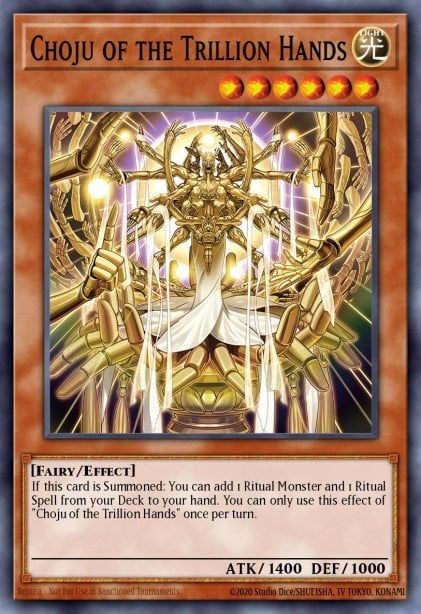 Choju of the Trillion Hands
LIGHT
光
[Fairy/Effect]
If this card is Summoned: You can add 1 Ritual Monster and 1 Ritual
Spell from your Deck to your hand. You can only use this effect of
"Choju of the Trillion Hands" once per turn.
ATK/1400 DEF/1000
Replica - Not For Use in Sanctioned Tournaments
©2020 Studio Dice/SHUEISHA, TV TOKYO, KONAMI